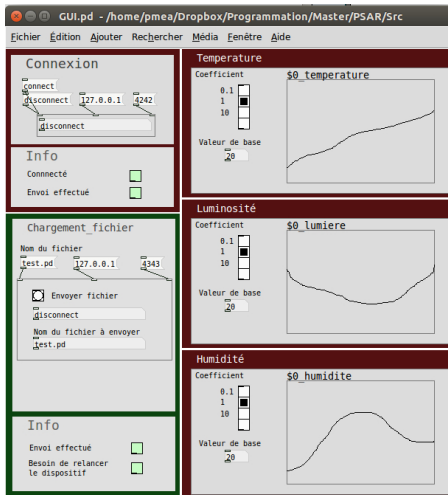 GUI.pd - /home/pmea/Dropbox/Programmation/Master/PSAR/Src
Fichier Édition Ajouter Rechercher Média Fenêtre Aide
Connexion
connect
disconnect 127.0.0.1 4242
disconnect
Info
Connnecté
Envoi effectué
Chargement_fichier
Nom du fichier
test.pd 127.0.0.1 4343
Envoyer fichier
disconnect
Nom du fichier à envoyer
test.pd
Info
Envoi effectué
Besoin de relancer
le dispositif
Temperature
Coefficient
$0_temperature
0.1
1
10
Valeur de base
20
Luminosité
Coefficient
$0_lumiere
0.1
1
10
Valeur de base
20
Humidité
Coefficient
$0_humidite
0.1
1
10
Valeur de base
20